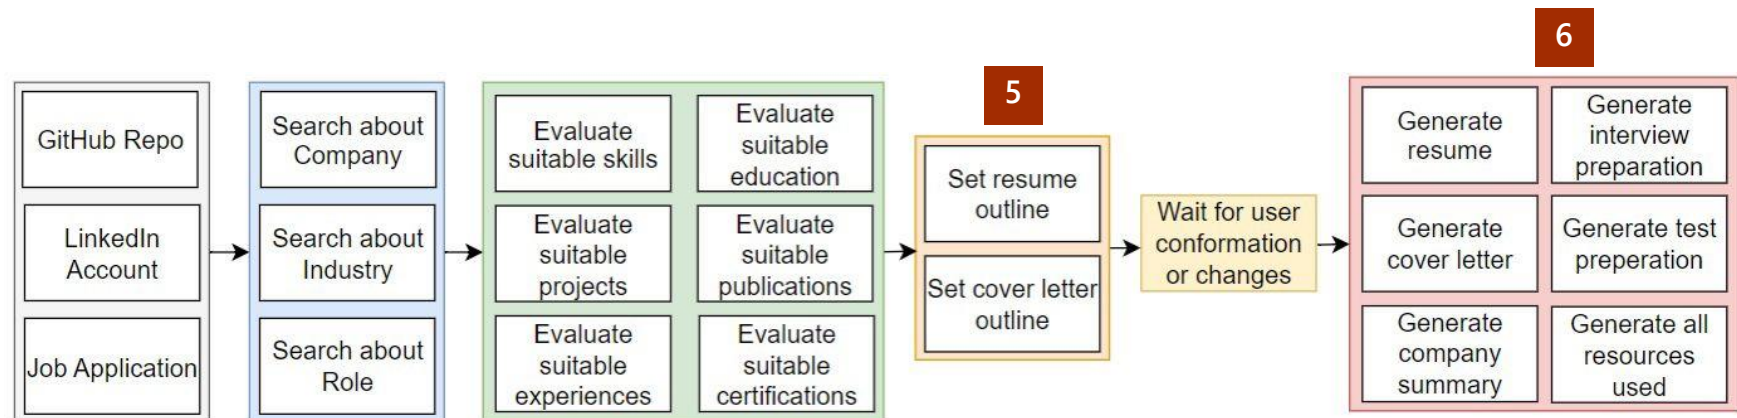 GitHub Repo
LinkedIn
Account
Job Application
Search about
Company
Search about
Industry
Search about
Role
Evaluate
suitable skills
Evaluate
suitable
education
Evaluate
suitable
projects
Evaluate
suitable
publications
Evaluate
suitable
experiences
Evaluate
suitable
certifications
5
Set resume
outline
Set cover letter
outline
Wait for user
conformation
or changes
6
Generate
resume
Generate
interview
preparation
Generate
cover letter
Generate test
preperation
Generate
company
summary
Generate all
resources
used